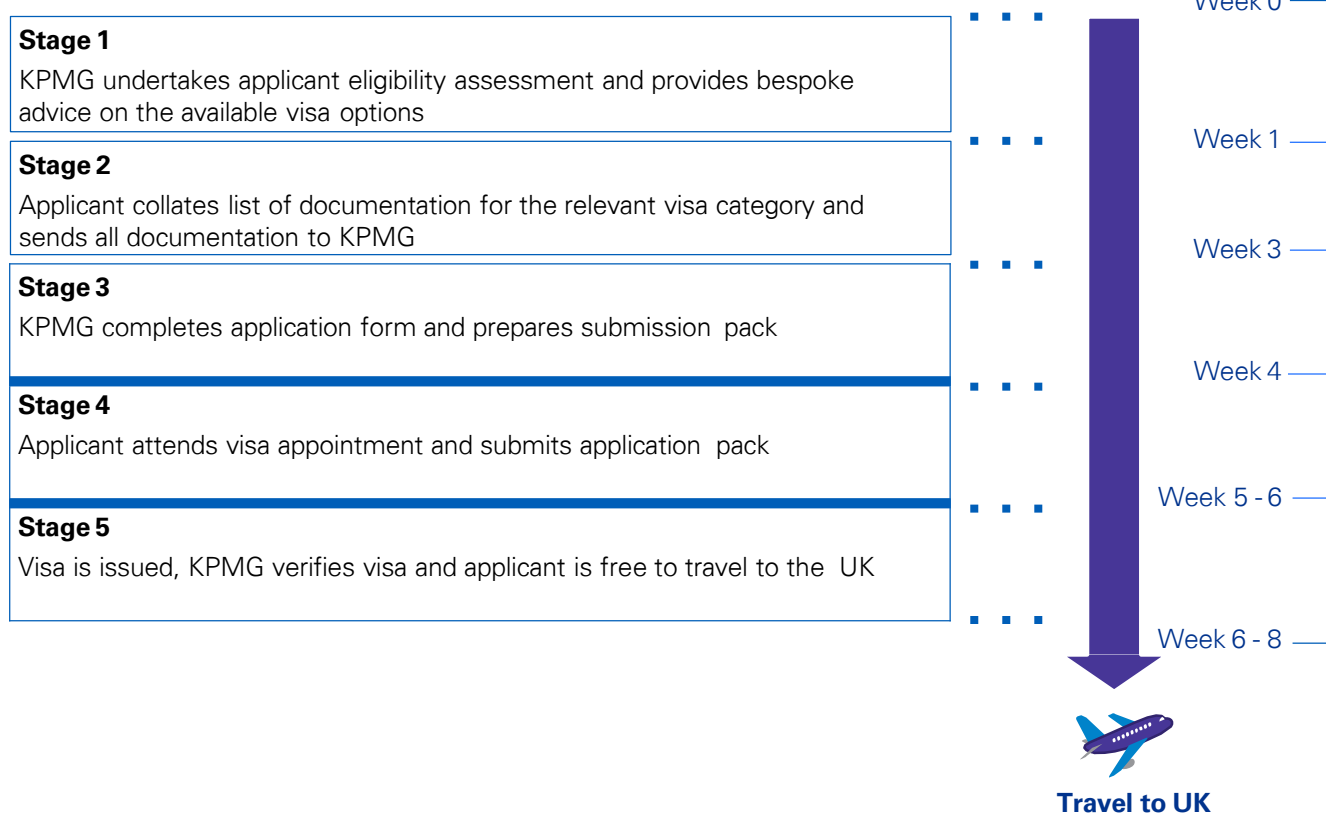 Week 0
Stage 1
KPMG undertakes applicant eligibility assessment and provides bespoke
advice on the available visa options
Week 1
Stage 2
Applicant collates list of documentation for the relevant visa category and
sends all documentation to KPMG
Week 3
Stage 3
KPMG completes application form and prepares submission pack
Week 4
Stage 4
Applicant attends visa appointment and submits application pack
Week 5 - 6
Stage 5
Visa is issued, KPMG verifies visa and applicant is free to travel to the UK
Week 6 - 8
Travel to UK